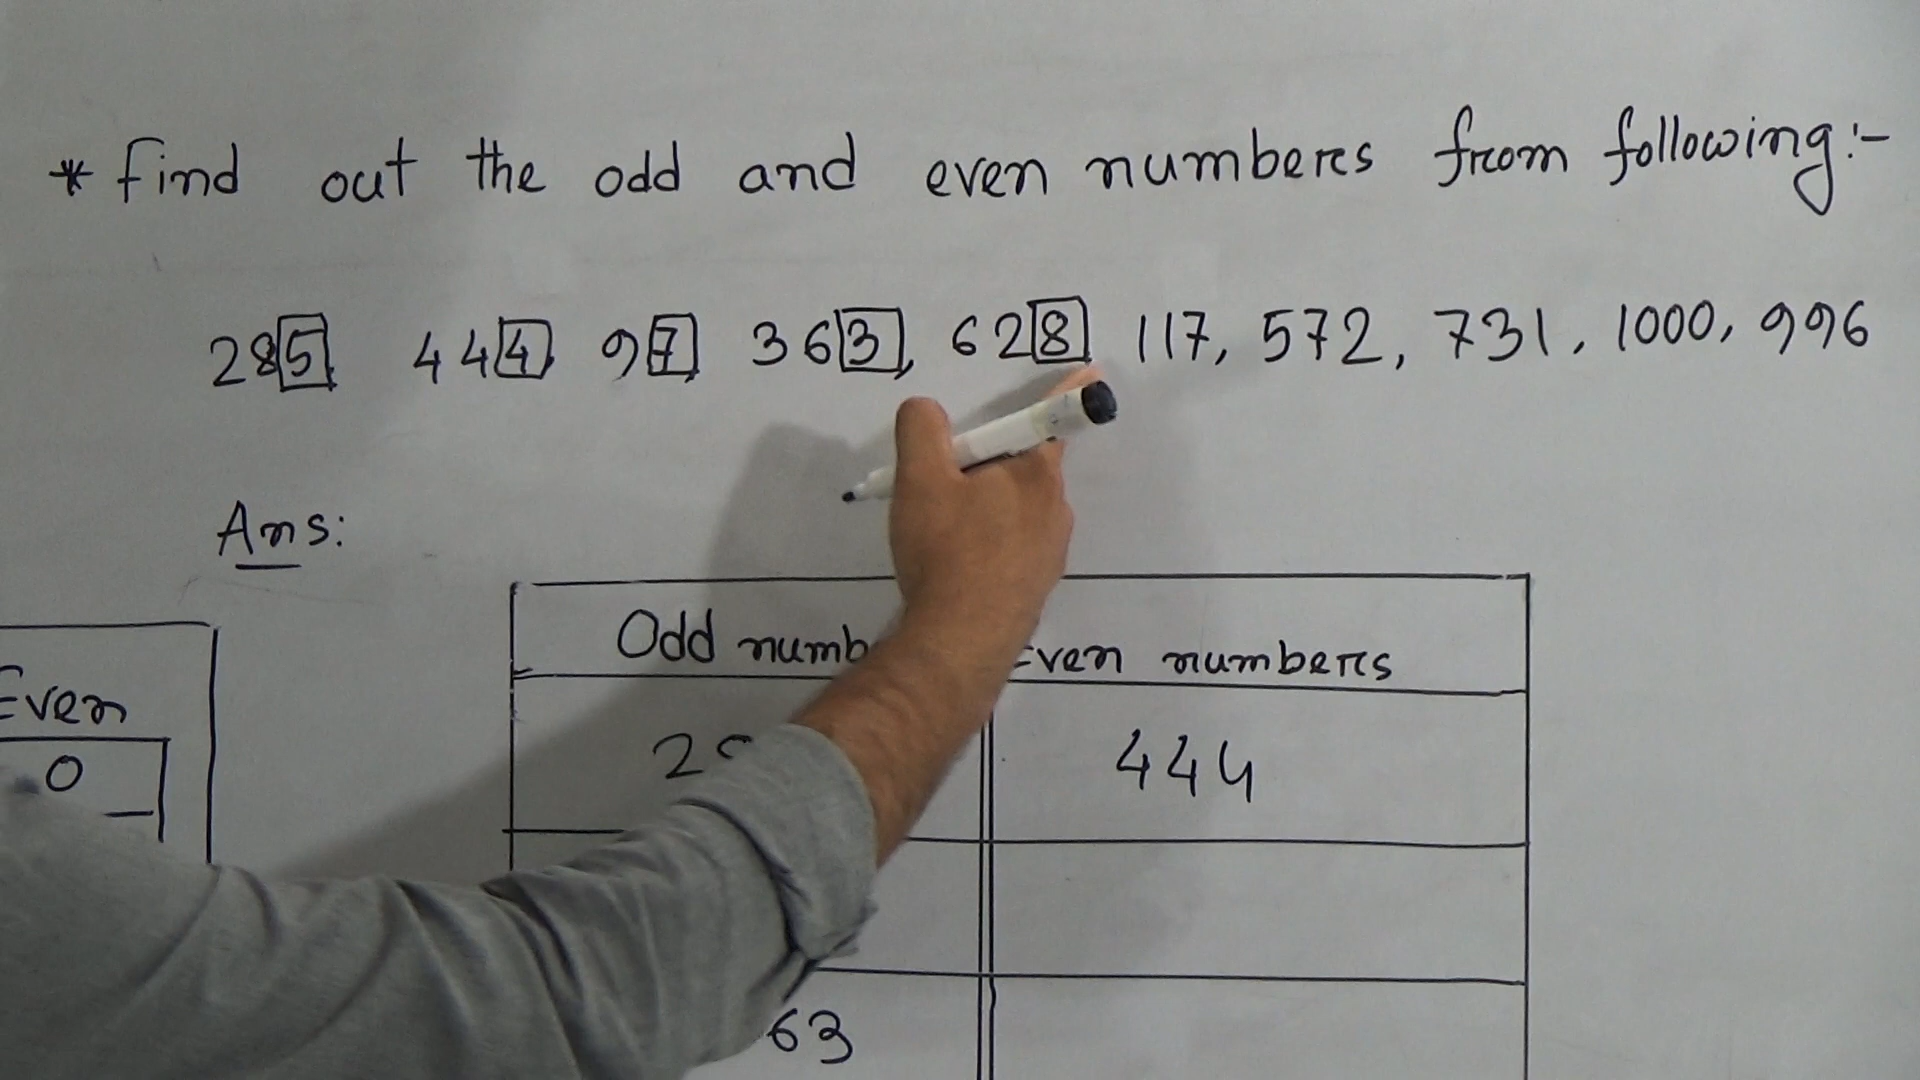 * Find out the odd and even numbers from following:-
285, 444, 97, 363, 628, 117, 572, 731, 1000, 996
Ans:
Odd Even numbers
Even
444
0
63